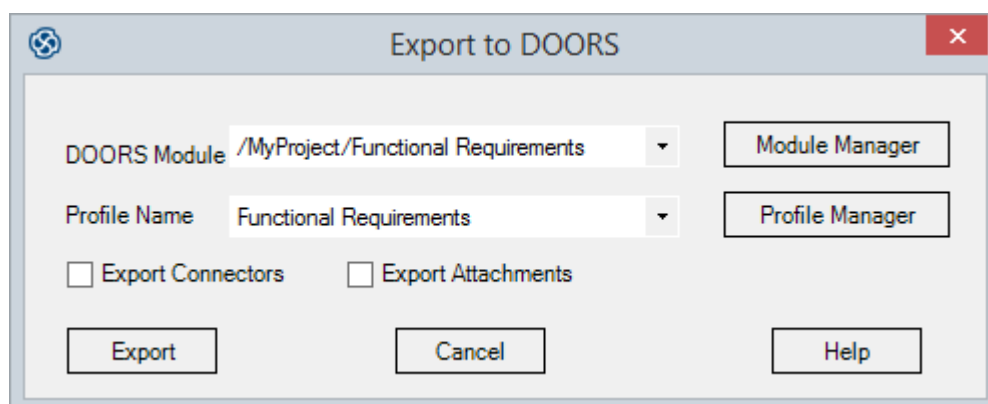 Export to DOORS
DOORS Module /MyProject/Functional Requirements Module Manager
Profile Name Functional Requirements Profile Manager
Export Connectors Export Attachments
Export Cancel Help